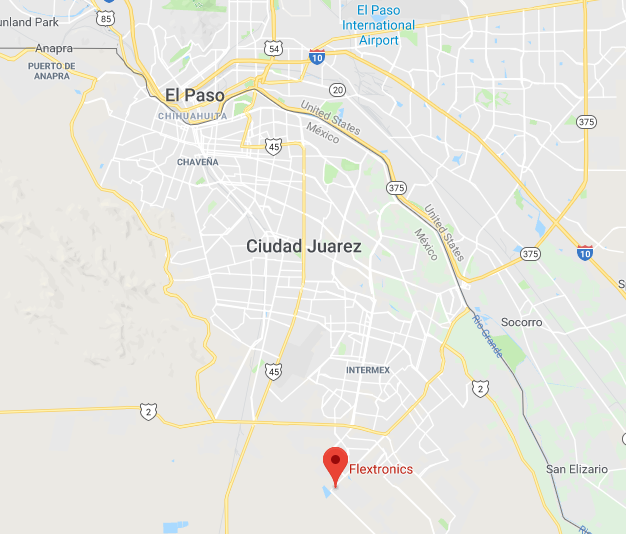 unland Park
85
El Paso
International
Airport
Anapra
54
10
PUERTO DE
ANAPRA
El Paso
20
CHIHUAHUITA
United States
México
375
45
CHAVEÑA
375
United States
México
Ciudad Juarez
375
10
S
Rio Grande
Socorro
45
INTERMEX
2
2
Flextronics
San Elizario